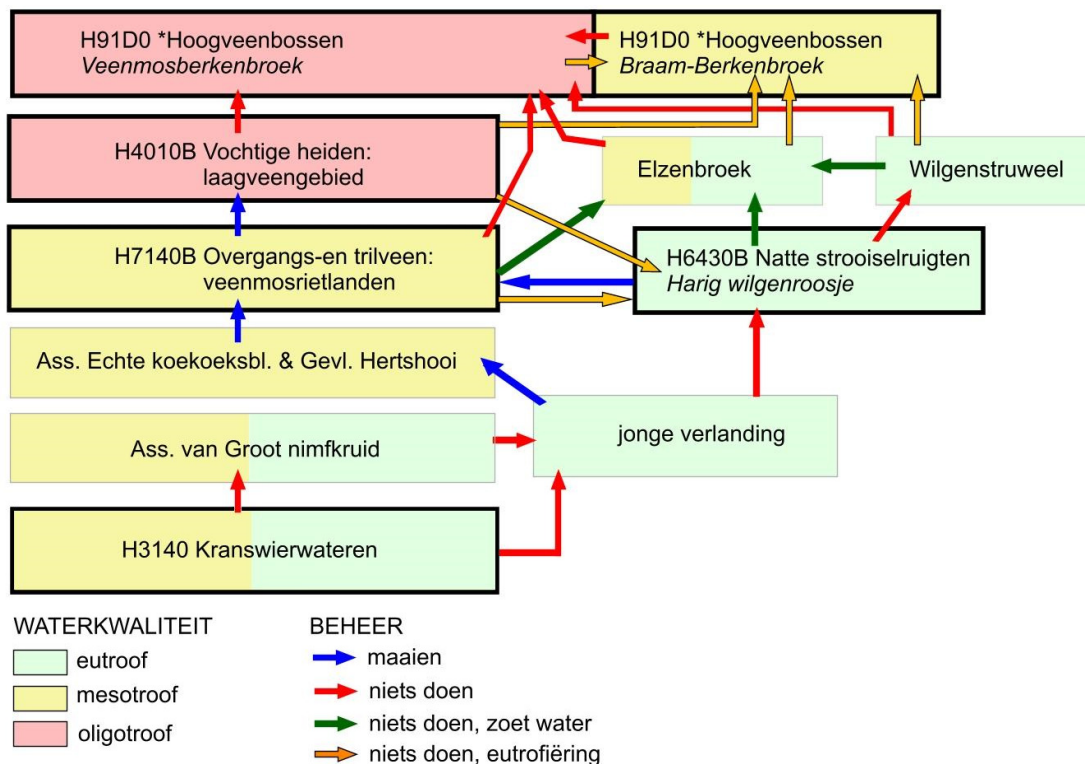 H91D0 *Hoogveenbossen
Veenmosberkenbroek
H91D0 *Hoogveenbossen
Braam-Berkenbroek
H4010B Vochtige heiden:
laagveengebied
Elzenbroek
Wilgenstruweel
H7140B Overgangs-en trilveen:
veenmosrietlanden
H6430B Natte strooiselruigten
Harig wilgenroosje
Ass. Echte koekoeksbl. & Gevl. Hertshooi
jonge verlanding
Ass. van Groot nimfkruid
H3140 Kranswierwateren
WATERKWALITEIT
eutroof
mesotroof
oligotroof
BEHEER
maaien
niets doen
niets doen, zoet water
niets doen, eutrofiëring